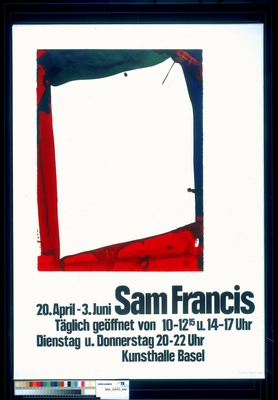 20. April - 3. Juni Sam Francis
Täglich geöffnet von 10-12¹⁵ u. 14-17 Uhr
Dienstag u. Donnerstag 20-22 Uhr
Kunsthalle Basel